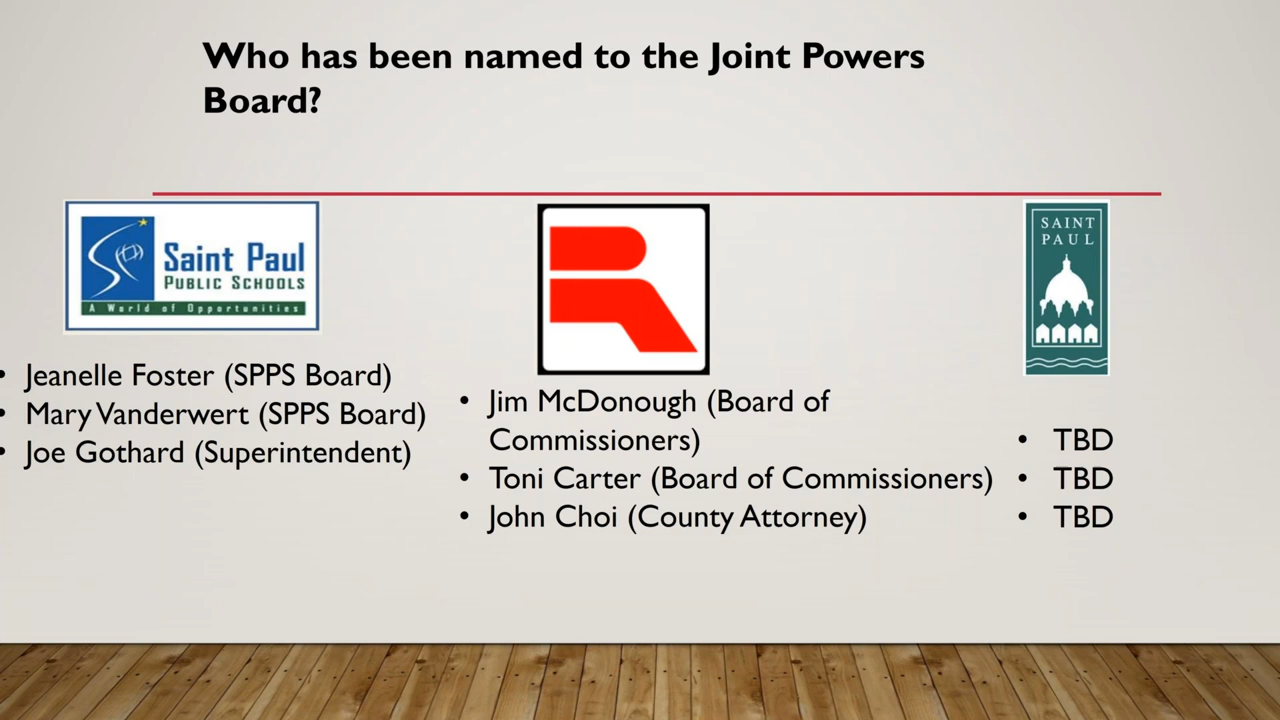 Who has been named to the Joint Powers
Board?
Saint Paul
PUBLIC SCHOOLS
A World of Opportunities
• Jeanelle Foster (SPPS Board)
• Mary Vanderwert (SPPS Board)
• Joe Gothard (Superintendent)
• Jim McDonough (Board of
Commissioners)
• Toni Carter (Board of Commissioners)
• John Choi (County Attorney)
SAINT
PAUL
• TBD
• TBD
• TBD